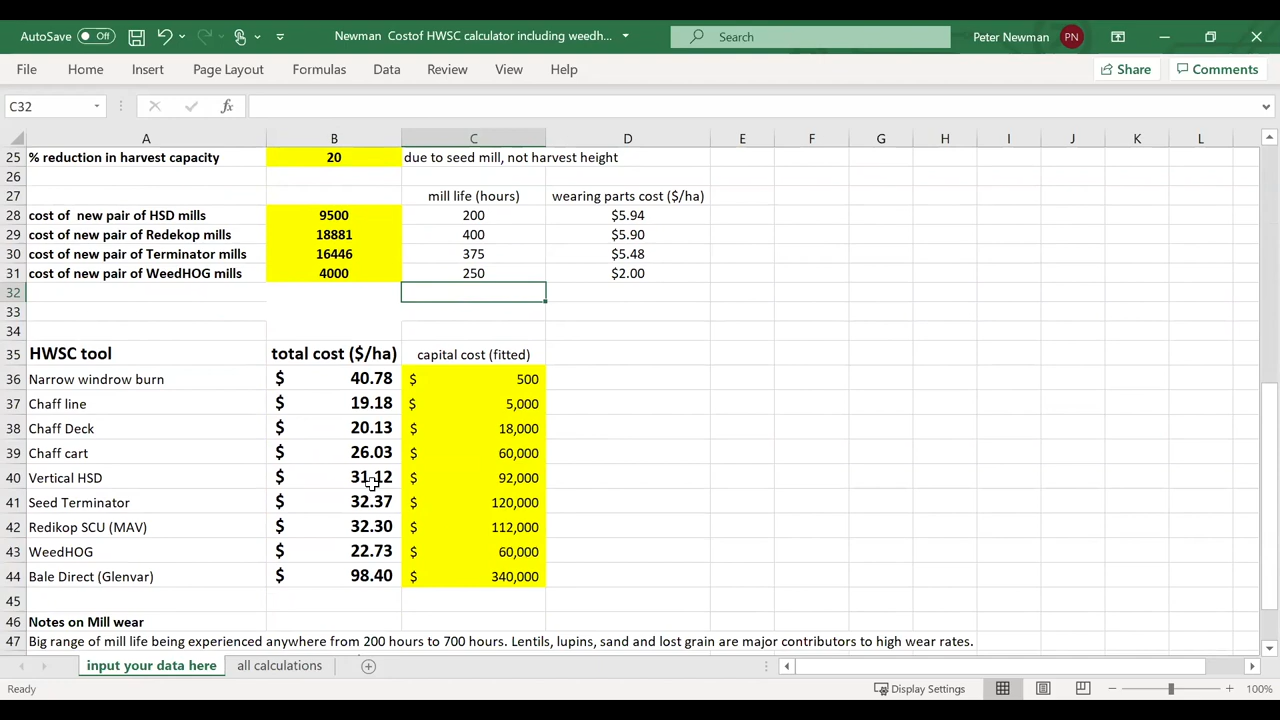 AutoSave Off Newman Costof HWSC calculator including weedh... Search Peter Newman PN
File Home Insert Page Layout Formulas Data Review View Help Share Comments
C32 fx
A B C D E F G H I J K L
25 % reduction in harvest capacity 20 due to seed mill, not harvest height
26
27 mill life (hours) wearing parts cost ($/ha)
28 cost of new pair of HSD mills 9500 200 $5.94
29 cost of new pair of Redekop mills 18881 400 $5.90
30 cost of new pair of Terminator mills 16446 375 $5.48
31 cost of new pair of WeedHOG mills 4000 250 $2.00
32
33
34
35 HWSC tool total cost ($/ha) capital cost (fitted)
36 Narrow windrow burn $ 40.78 $ 500
37 Chaff line $ 19.18 $ 5,000
38 Chaff Deck $ 20.13 $ 18,000
39 Chaff cart $ 26.03 $ 60,000
40 Vertical HSD $ 31.12 $ 92,000
41 Seed Terminator $ 32.37 $ 120,000
42 Redikop SCU (MAV) $ 32.30 $ 112,000
43 WeedHOG $ 22.73 $ 60,000
44 Bale Direct (Glenvar) $ 98.40 $ 340,000
45
46 Notes on Mill wear
47 Big range of mill life being experienced anywhere from 200 hours to 700 hours. Lentils, lupins, sand and lost grain are major contributors to high wear rates.
input your data here all calculations
Ready Display Settings 100%